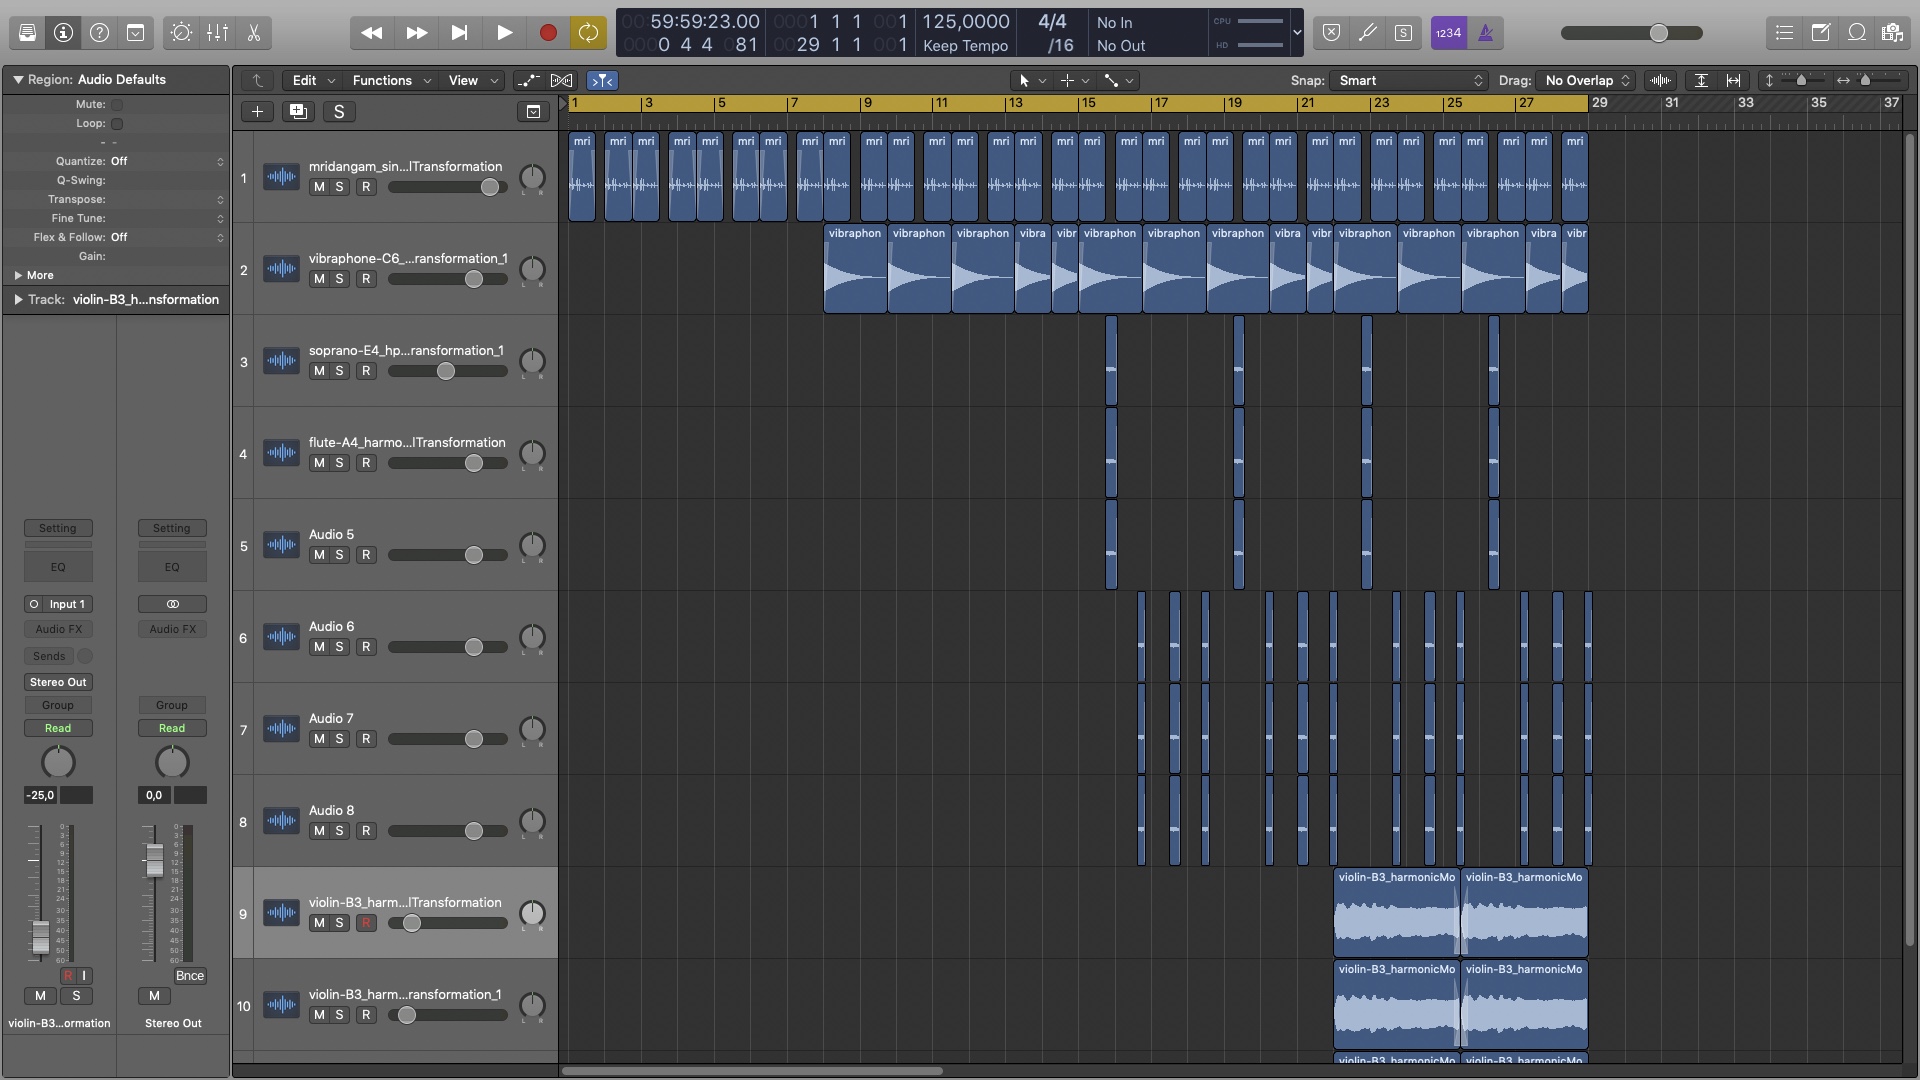 00:59:59:23.00 0001 1 1 001 125,0000 4/4 No In CPU
0000 4 4 081 0029 1 1 001 Keep Tempo /16 No Out HD
S
1234
Region: Audio Defaults
Mute:
Loop:
Quantize: Off
Q-Swing:
Transpose:
Fine Tune:
Flex & Follow: Off
Gain:
More
Track: violin-B3_h...nsformation
Setting Setting
EQ EQ
Input 1
Audio FX Audio FX
Sends
Stereo Out
Group Group
Read Read
-25,0 0,0
R I Bnce
M S M
violin-B3...ormation Stereo Out
Edit Functions View Snap: Smart Drag: No Overlap
S
1 3 5 7 9 11 13 15 17 19 21 23 25 27 29 31 33 35 37
1 mridangam_sin...lTransformation
M S R
mri mri mri mri mri mri mri mri mri mri mri mri mri mri mri mri mri mri mri mri mri mri mri mri mri mri mri mri mri mri mri mri
2 vibraphone-C6_...ransformation_1
M S R
vibraphon vibraphon vibraphon vibra vibr vibraphon vibraphon vibraphon vibra vibr vibraphon vibraphon vibraphon vibra vibr
3 soprano-E4_hp...ransformation_1
M S R
4 flute-A4_harmo...lTransformation
M S R
5 Audio 5
M S R
6 Audio 6
M S R
7 Audio 7
M S R
8 Audio 8
M S R
9 violin-B3_harm...lTransformation
M S R
violin-B3_harmonicMo violin-B3_harmonicMo
10 violin-B3_harm...ransformation_1
M S R
violin-B3_harmonicMo violin-B3_harmonicMo
violin-B3_harmonicMo violin-B3_harmonicMo